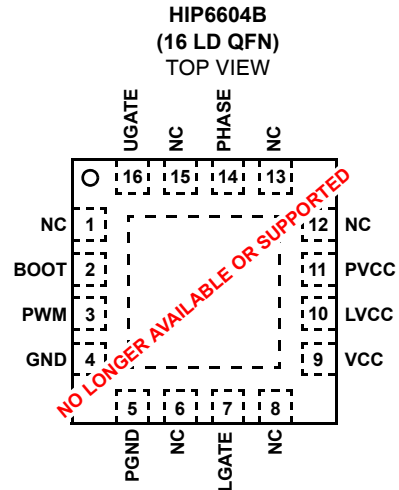 HIP6604B
(16 LD QFN)
TOP VIEW
UGATE
NC
PHASE
NC
16
15
14
13
NC 1
12 NC
BOOT 2
11 PVCC
PWM 3
10 LVCC
GND 4
9 VCC
NO LONGER AVAILABLE OR SUPPORTED
5
6
7
8
PGND
NC
LGATE
NC